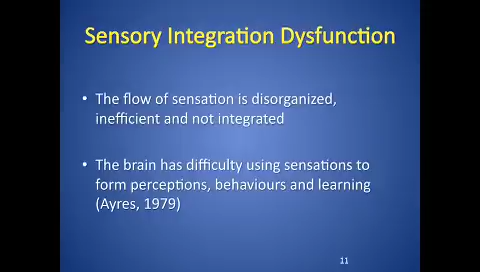 Sensory Integration Dysfunction
• The flow of sensation is disorganized,
inefficient and not integrated
• The brain has difficulty using sensations to
form perceptions, behaviours and learning
(Ayres, 1979)
11